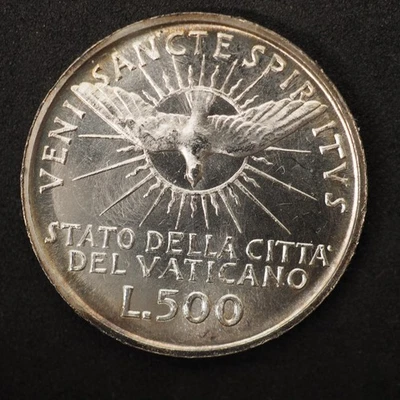 VENI SANCTE SPIRITVS
STATO DELLA CITTA'
DEL VATICANO
L.500